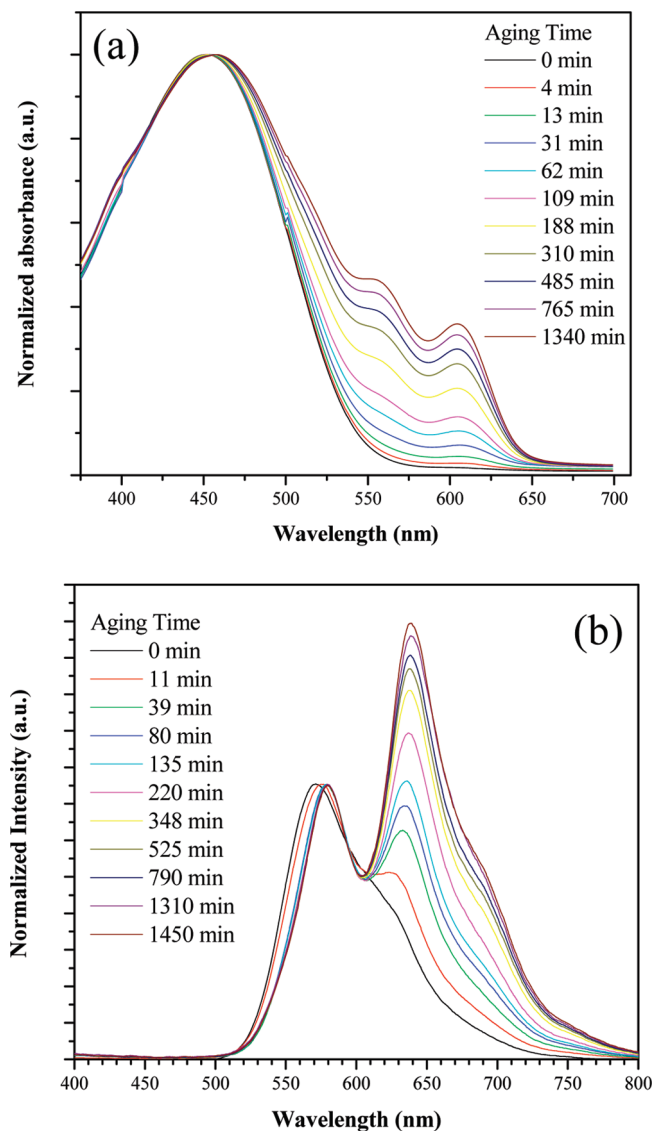 (a)
Aging Time
0 min
4 min
13 min
31 min
62 min
109 min
188 min
310 min
485 min
765 min
1340 min
Normalized absorbance (a.u.)
400 450 500 550 600 650 700
Wavelength (nm)
(b)
Aging Time
0 min
11 min
39 min
80 min
135 min
220 min
348 min
525 min
790 min
1310 min
1450 min
Normalized Intensity (a.u.)
400 450 500 550 600 650 700 750 800
Wavelength (nm)